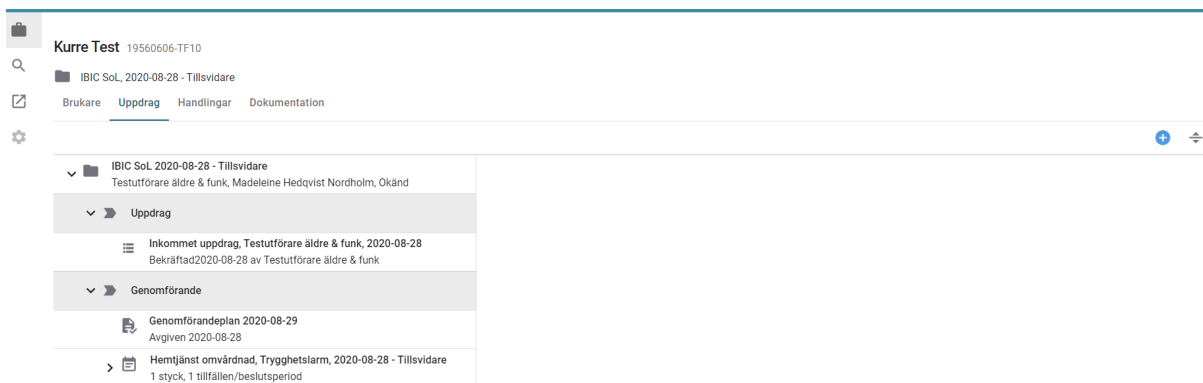 Kurre Test 19560606-TF10
IBIC SoL, 2020-08-28 - Tillsvidare
Brukare Uppdrag Handlingar Dokumentation
IBIC SoL 2020-08-28 - Tillsvidare
Testutförare äldre & funk, Madeleine Hedqvist Nordholm, Okänd
Uppdrag
Inkommet uppdrag, Testutförare äldre & funk, 2020-08-28
Bekräftad2020-08-28 av Testutförare äldre & funk
Genomförande
Genomförandeplan 2020-08-29
Avgiven 2020-08-28
Hemtjänst omvårdnad, Trygghetslarm, 2020-08-28 - Tillsvidare
1 styck, 1 tillfällen/beslutsperiod